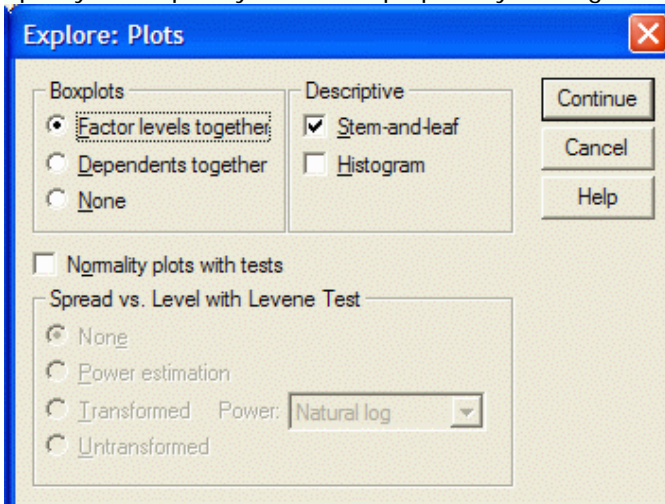 Explore: Plots
Boxplots
Factor levels together
Dependents together
None
Descriptive
Stem-and-leaf
Histogram
Continue
Cancel
Help
Normality plots with tests
Spread vs. Level with Levene Test
None
Power estimation
Transformed Power: Natural log
Untransformed